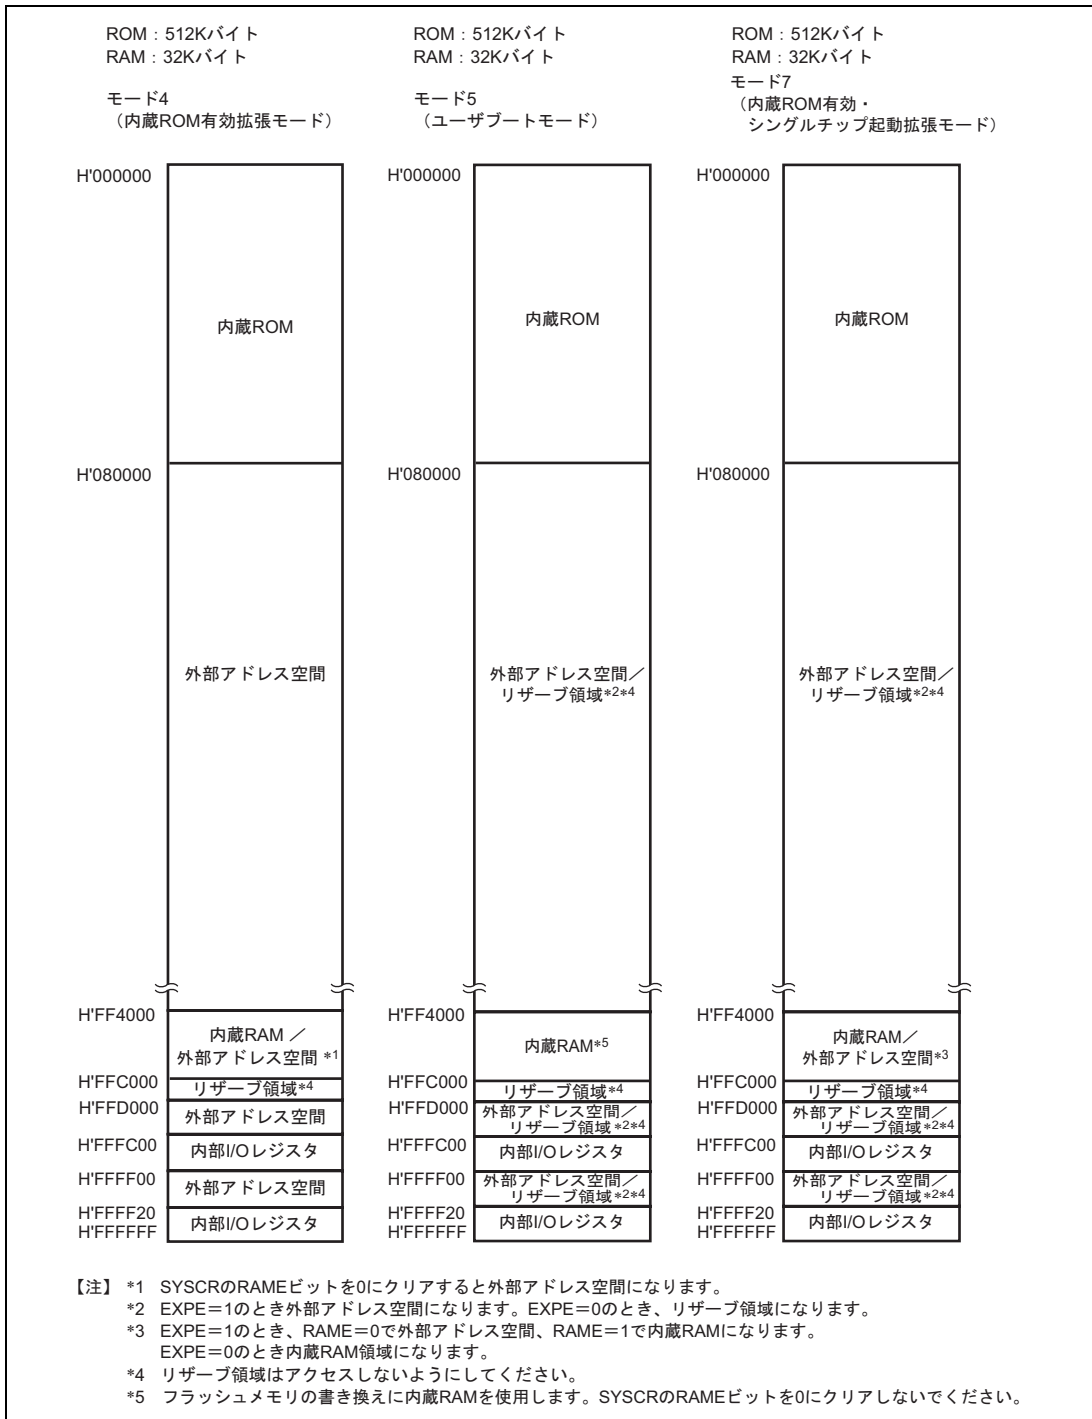 ROM：512Kバイト
RAM：32Kバイト
モード4
（内蔵ROM有効拡張モード）
H'000000
内蔵ROM
H'080000
外部アドレス空間
H'FF4000
内蔵RAM ／
外部アドレス空間 *1
H'FFC000
リザーブ領域*4
H'FFD000
外部アドレス空間
H'FFFC00
内部I/Oレジスタ
H'FFFF00
外部アドレス空間
H'FFFF20
内部I/Oレジスタ
H'FFFFFF
ROM：512Kバイト
RAM：32Kバイト
モード5
（ユーザブートモード）
H'000000
内蔵ROM
H'080000
外部アドレス空間／
リザーブ領域*2*4
H'FF4000
内蔵RAM*5
H'FFC000
リザーブ領域*4
H'FFD000
外部アドレス空間／
リザーブ領域*2*4
H'FFFC00
内部I/Oレジスタ
H'FFFF00
外部アドレス空間／
リザーブ領域*2*4
H'FFFF20
内部I/Oレジスタ
H'FFFFFF
ROM：512Kバイト
RAM：32Kバイト
モード7
（内蔵ROM有効・
シングルチップ起動拡張モード）
H'000000
内蔵ROM
H'080000
外部アドレス空間／
リザーブ領域*2*4
H'FF4000
内蔵RAM／
外部アドレス空間*3
H'FFC000
リザーブ領域*4
H'FFD000
外部アドレス空間／
リザーブ領域*2*4
H'FFFC00
内部I/Oレジスタ
H'FFFF00
外部アドレス空間／
リザーブ領域*2*4
H'FFFF20
内部I/Oレジスタ
H'FFFFFF
【注】 *1 SYSCRのRAMEビットを0にクリアすると外部アドレス空間になります。
*2 EXPE＝1のとき外部アドレス空間になります。EXPE＝0のとき、リザーブ領域になります。
*3 EXPE＝1のとき、RAME＝0で外部アドレス空間、RAME＝1で内蔵RAMになります。
EXPE＝0のとき内蔵RAM領域になります。
*4 リザーブ領域はアクセスしないようにしてください。
*5 フラッシュメモリの書き換えに内蔵RAMを使用します。SYSCRのRAMEビットを0にクリアしないでください。